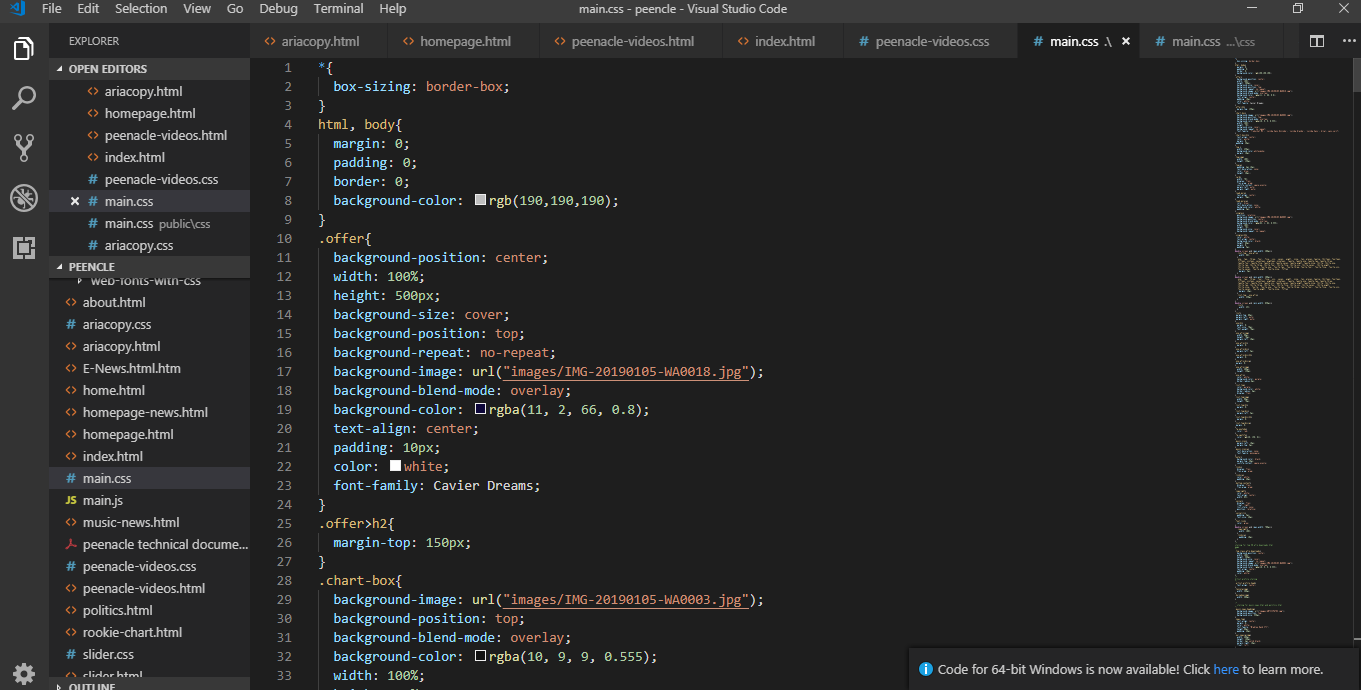 File Edit Selection View Go Debug Terminal Help
main.css - peencle - Visual Studio Code
EXPLORER
ariacopy.html
homepage.html
peenacle-videos.html
index.html
peenacle-videos.css
main.css .\
main.css ...\css
OPEN EDITORS
ariacopy.html
homepage.html
peenacle-videos.html
index.html
peenacle-videos.css
main.css
main.css public\css
ariacopy.css
PEENCLE
web-fonts-with-css
about.html
ariacopy.css
ariacopy.html
E-News.html.htm
home.html
homepage-news.html
homepage.html
index.html
main.css
main.js
music-news.html
peenacle technical docume...
peenacle-videos.css
peenacle-videos.html
politics.html
rookie-chart.html
slider.css
slider.html
OUTLINE
1 *{
2 box-sizing: border-box;
3 }
4 html, body{
5 margin: 0;
6 padding: 0;
7 border: 0;
8 background-color: rgb(190,190,190);
9 }
10 .offer{
11 background-position: center;
12 width: 100%;
13 height: 500px;
14 background-size: cover;
15 background-position: top;
16 background-repeat: no-repeat;
17 background-image: url("images/IMG-20190105-WA0018.jpg");
18 background-blend-mode: overlay;
19 background-color: rgba(11, 2, 66, 0.8);
20 text-align: center;
21 padding: 10px;
22 color: white;
23 font-family: Cavier Dreams;
24 }
25 .offer>h2{
26 margin-top: 150px;
27 }
28 .chart-box{
29 background-image: url("images/IMG-20190105-WA0003.jpg");
30 background-position: top;
31 background-blend-mode: overlay;
32 background-color: rgba(10, 9, 9, 0.555);
33 width: 100%;
Code for 64-bit Windows is now available! Click here to learn more.